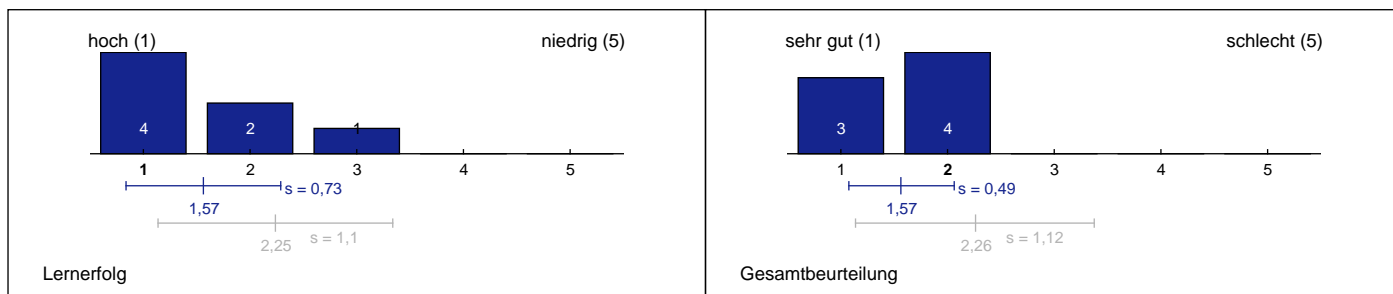 hoch (1) niedrig (5)
4 2 1
1 2 3 4 5
s = 0,73
1,57
s = 1,1
2,25
Lernerfolg
sehr gut (1) schlecht (5)
3 4
1 2 3 4 5
s = 0,49
1,57
s = 1,12
2,26
Gesamtbeurteilung